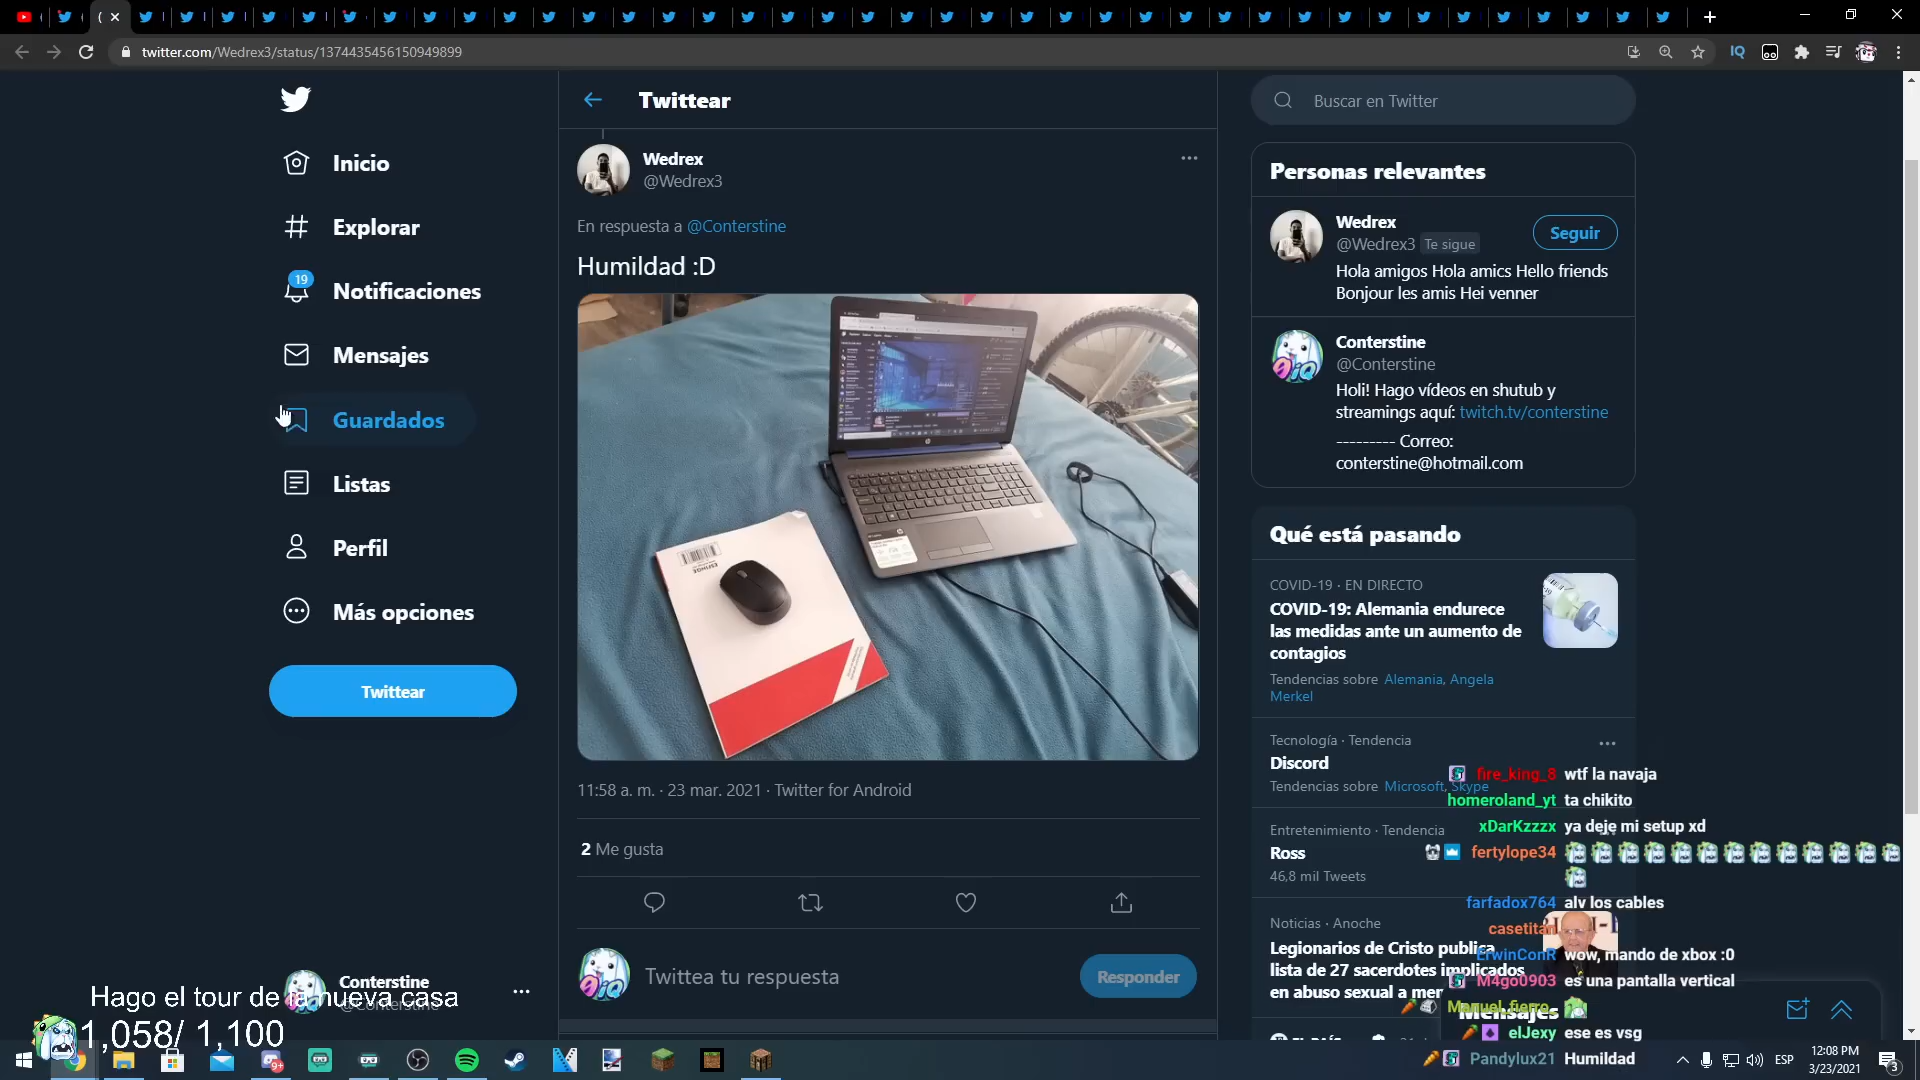 twitter.com/Wedrex3/status/1374435456150949899
IQ
Inicio
Explorar
19
Notificaciones
Mensajes
Guardados
Listas
Perfil
Más opciones
Twittear
Conterstine
Hago el tour de la nueva casa
1,058/ 1,100
Twittear
Wedrex
@Wedrex3
En respuesta a @Conterstine
Humildad :D
ESFINGE
11:58 a. m. · 23 mar. 2021 · Twitter for Android
2 Me gusta
Twittea tu respuesta
Responder
Buscar en Twitter
Personas relevantes
Wedrex
@Wedrex3 Te sigue
Seguir
Hola amigos Hola amics Hello friends
Bonjour les amis Hei venner
Conterstine
@Conterstine
Holi! Hago vídeos en shutub y
streamings aquí: twitch.tv/conterstine
--------- Correo:
conterstine@hotmail.com
Qué está pasando
COVID-19 · EN DIRECTO
COVID-19: Alemania endurece
las medidas ante un aumento de
contagios
Tendencias sobre Alemania, Angela
Merkel
Tecnología · Tendencia
Discord
Tendencias sobre Microsoft, Skype
Entretenimiento · Tendencia
Ross
46,8 mil Tweets
Noticias · Anoche
Legionarios de Cristo publica
lista de 27 sacerdotes implicados
en abuso sexual a mer
Mensajes
fire_king_8 wtf la navaja
homeroland_yt ta chikito
xDarKzzzx ya deje mi setup xd
fertylope34
farfadox764 alv los cables
casetitan
ErwinConR wow, mando de xbox :0
M4go0903 es una pantalla vertical
Manuel_fierro_
elJexy ese es vsg
Pandylux21 Humildad
9+
ESP
12:08 PM
3/23/2021
3